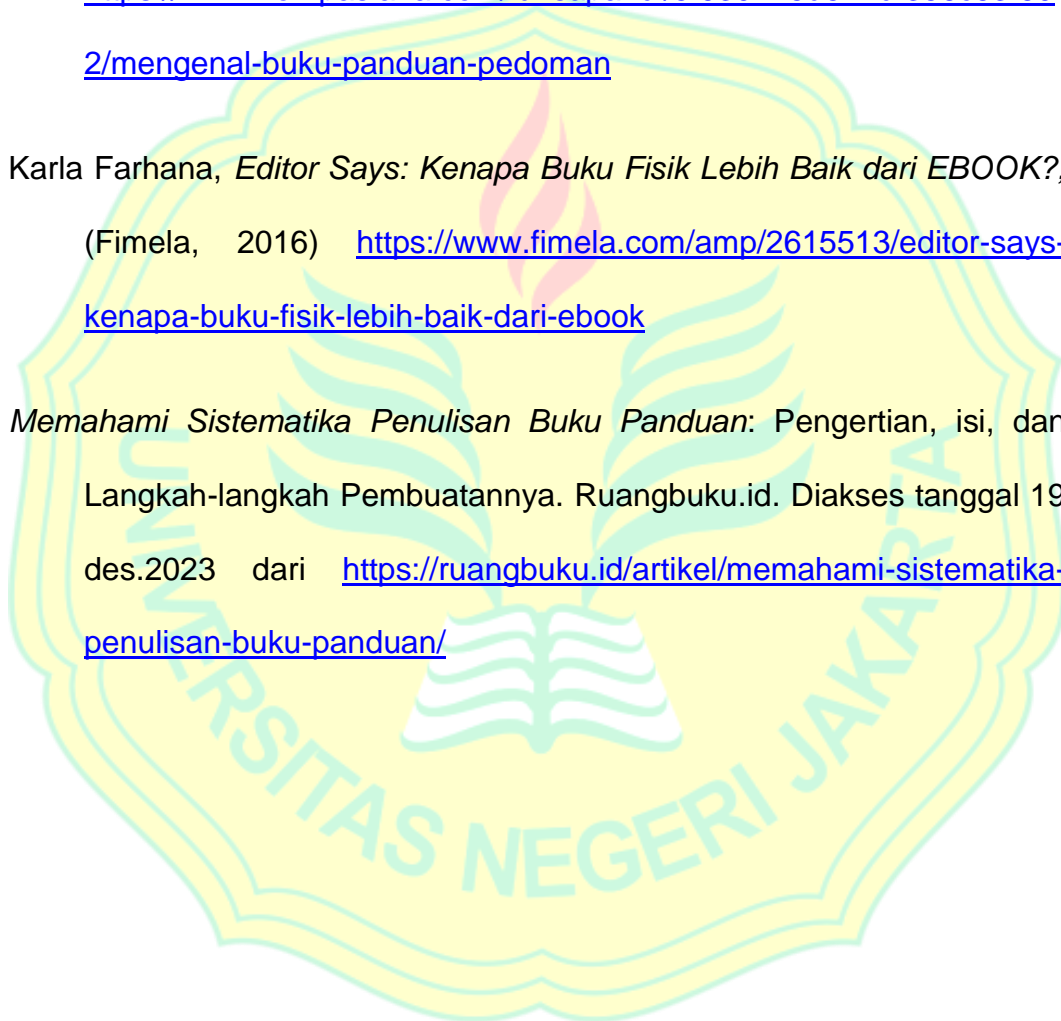 2/mengenal-buku-panduan-pedoman
Karla Farhana, Editor Says: Kenapa Buku Fisik Lebih Baik dari EBOOK?,
(Fimela, 2016) https://www.fimela.com/amp/2615513/editor-says-
kenapa-buku-fisik-lebih-baik-dari-ebook
Memahami Sistematika Penulisan Buku Panduan: Pengertian, isi, dan
Langkah-langkah Pembuatannya. Ruangbuku.id. Diakses tanggal 19
des.2023 dari https://ruangbuku.id/artikel/memahami-sistematika-
penulisan-buku-panduan/
UNIVERSITAS NEGERI JAKARTA